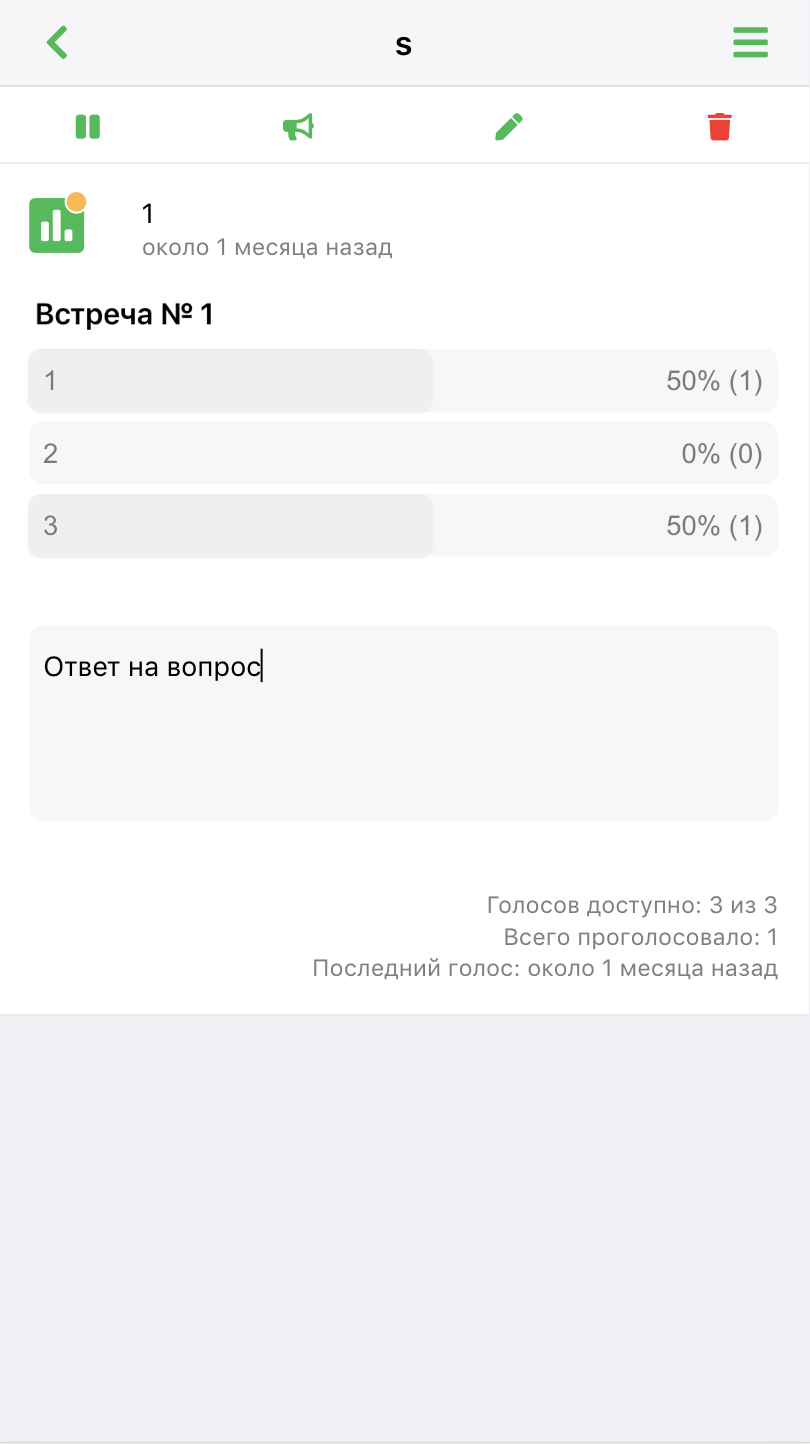 s
1
около 1 месяца назад
Встреча № 1
1 50% (1)
2 0% (0)
3 50% (1)
Ответ на вопрос
Голосов доступно: 3 из 3
Всего проголосовало: 1
Последний голос: около 1 месяца назад